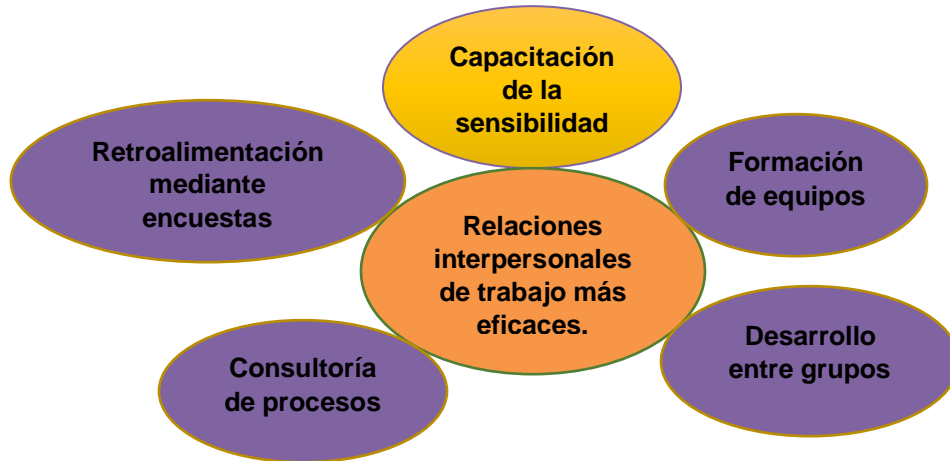 Capacitación
de la
sensibilidad
Retroalimentación
mediante
encuestas
Formación
de equipos
Relaciones
interpersonales
de trabajo más
eficaces.
Consultoría
de procesos
Desarrollo
entre grupos